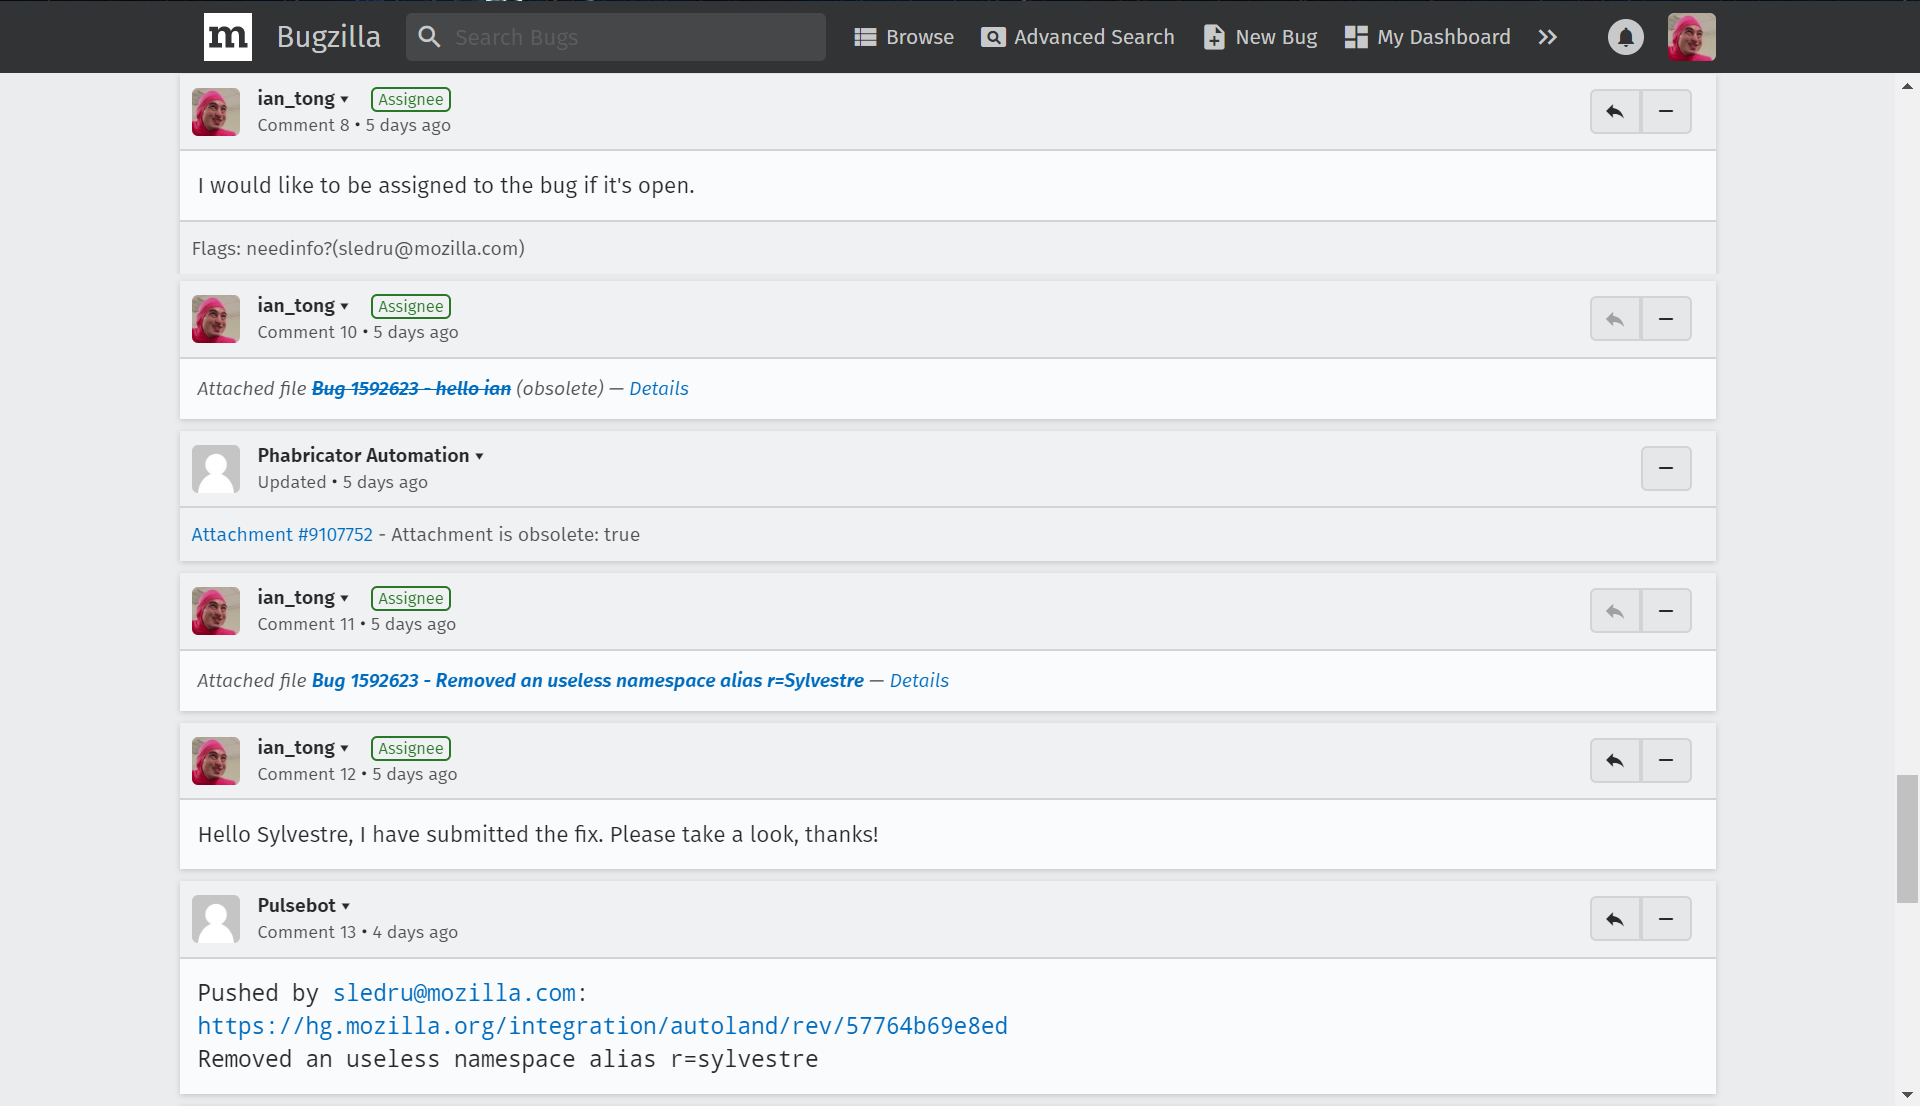 m Bugzilla Search Bugs Browse Advanced Search New Bug My Dashboard
ian_tong Assignee
Comment 8 • 5 days ago
I would like to be assigned to the bug if it's open.
Flags: needinfo?(sledru@mozilla.com)
ian_tong Assignee
Comment 10 • 5 days ago
Attached file Bug 1592623 - hello ian (obsolete) — Details
Phabricator Automation
Updated • 5 days ago
Attachment #9107752 - Attachment is obsolete: true
ian_tong Assignee
Comment 11 • 5 days ago
Attached file Bug 1592623 - Removed an useless namespace alias r=Sylvestre — Details
ian_tong Assignee
Comment 12 • 5 days ago
Hello Sylvestre, I have submitted the fix. Please take a look, thanks!
Pulsebot
Comment 13 • 4 days ago
Pushed by sledru@mozilla.com:
https://hg.mozilla.org/integration/autoland/rev/57764b69e8ed
Removed an useless namespace alias r=sylvestre